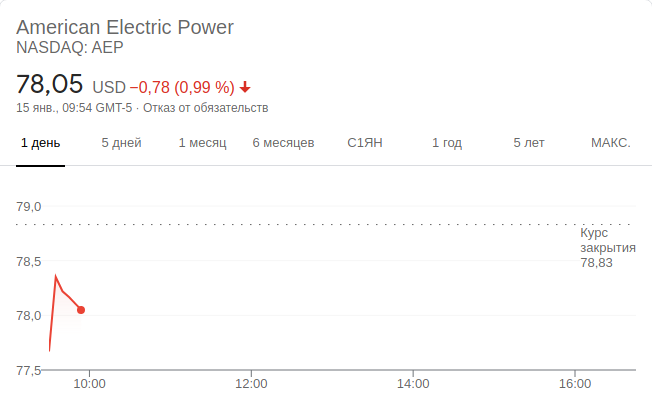 American Electric Power
NASDAQ: AEP
78,05 USD −0,78 (0,99 %)
15 янв., 09:54 GMT-5 · Отказ от обязательств
1 день 5 дней 1 месяц 6 месяцев С1ЯН 1 год 5 лет МАКС.
79,0
Курс
закрытия
78,83
78,5
78,0
77,5
10:00 12:00 14:00 16:00